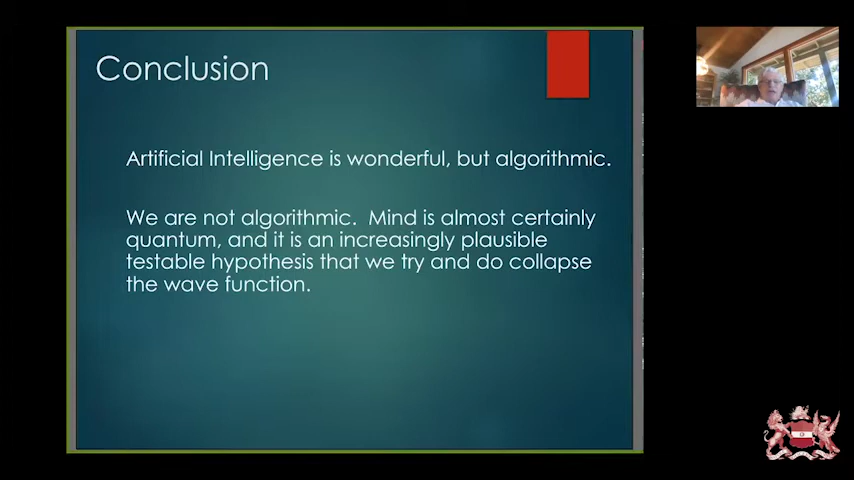 Conclusion
Artificial Intelligence is wonderful, but algorithmic.
We are not algorithmic. Mind is almost certainly
quantum, and it is an increasingly plausible
testable hypothesis that we try and do collapse
the wave function.